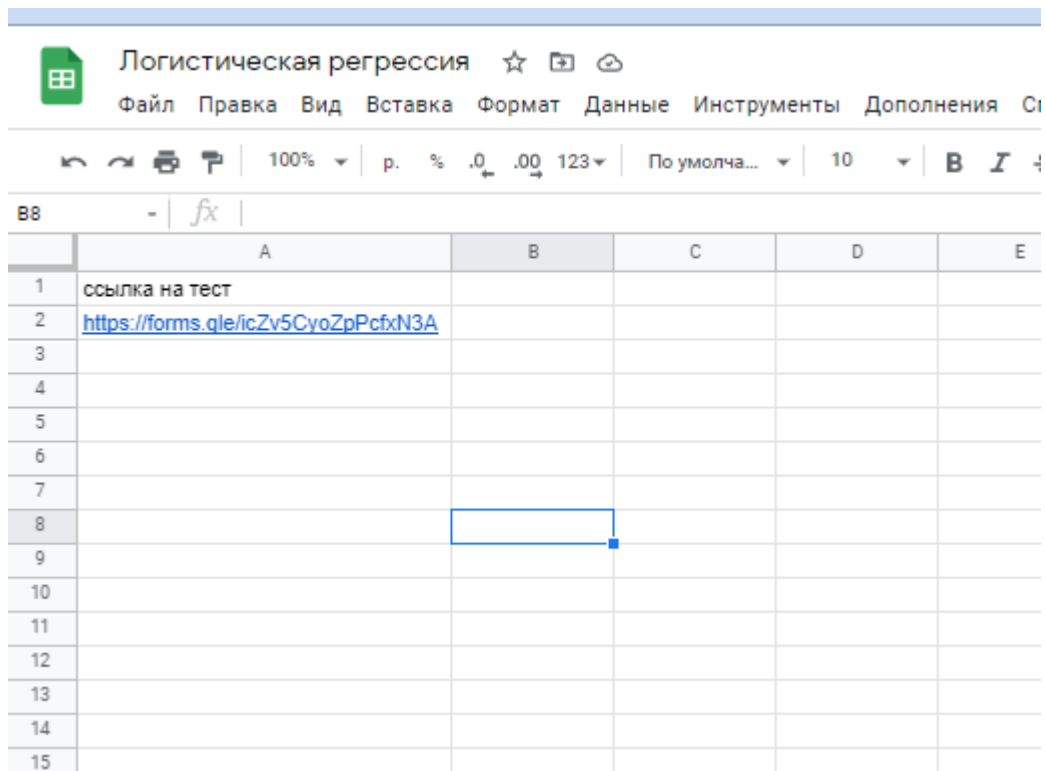 Логистическая регрессия
Файл Правка Вид Вставка Формат Данные Инструменты Дополнения
100% р. % .0 .00 123 По умолча... 10 B I
B8 fx
A B C D E
1 ссылка на тест
2 https://forms.gle/icZv5CyoZpPcfxN3A
3
4
5
6
7
8
9
10
11
12
13
14
15